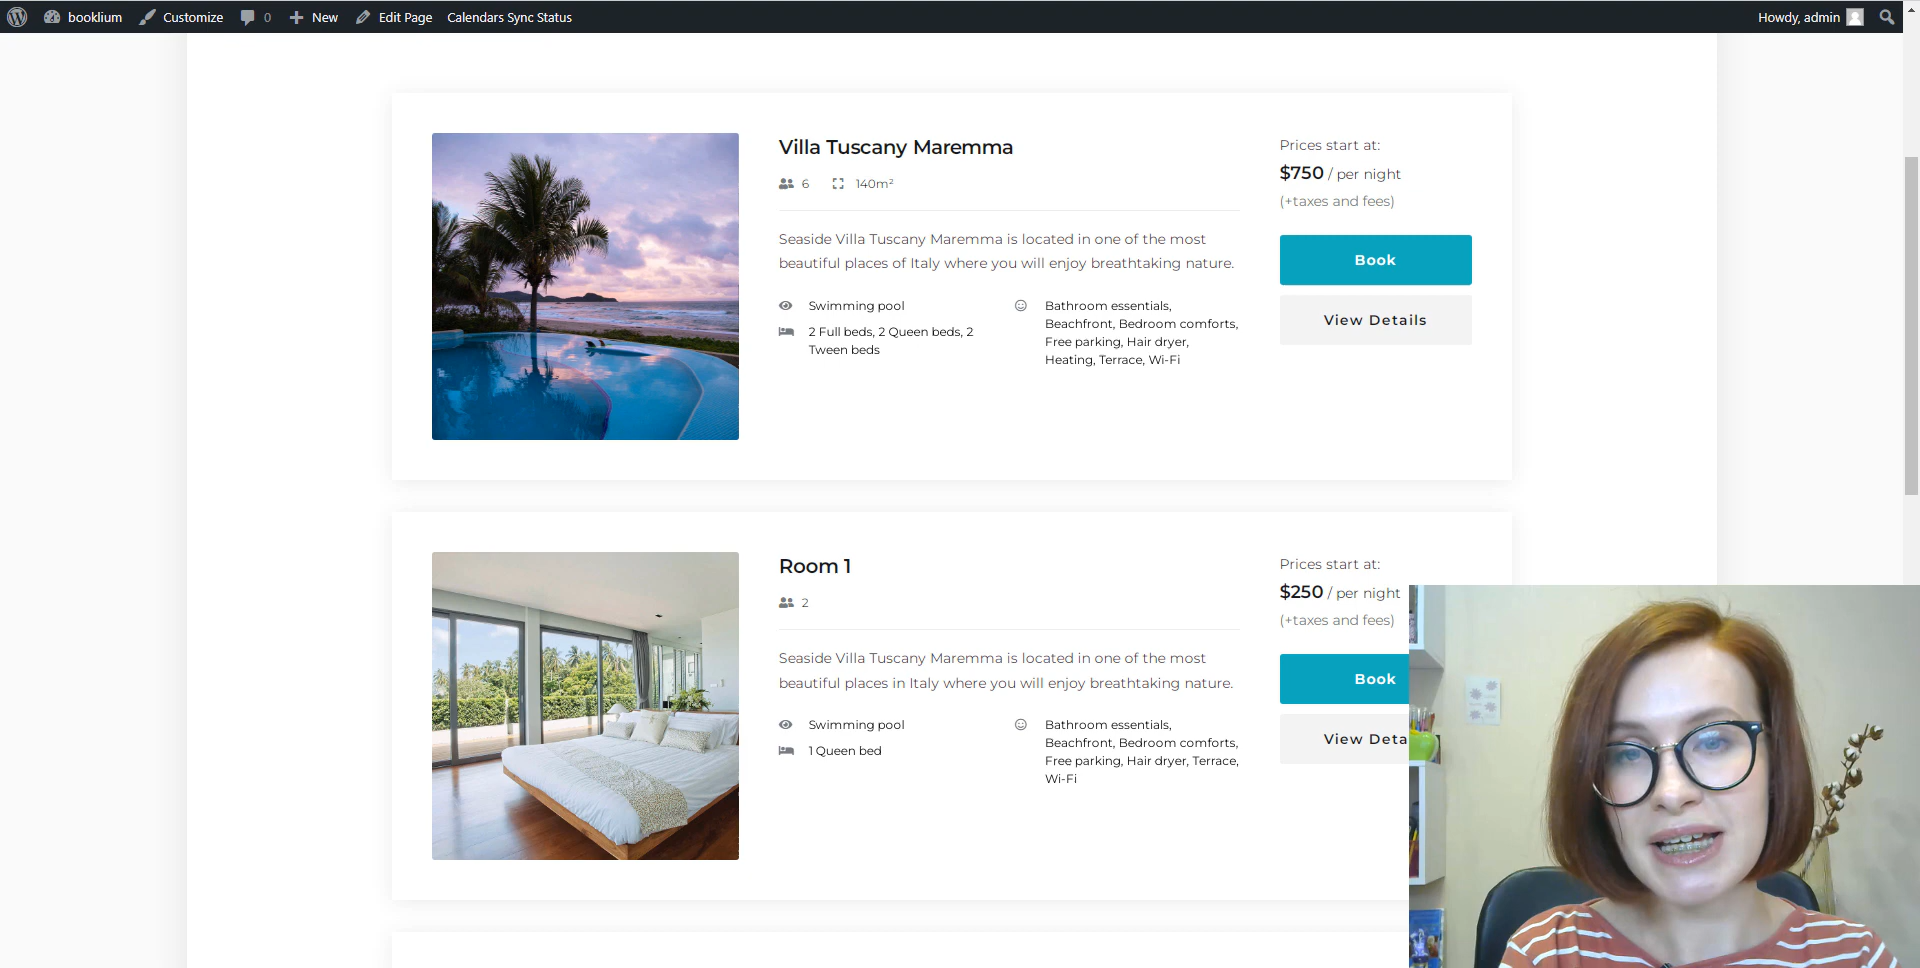 booklium Customize 0 New Edit Page Calendars Sync Status Howdy, admin
Villa Tuscany Maremma
6 140m²
Seaside Villa Tuscany Maremma is located in one of the most
beautiful places of Italy where you will enjoy breathtaking nature.
Swimming pool
2 Full beds, 2 Queen beds, 2
Tween beds
Bathroom essentials,
Beachfront, Bedroom comforts,
Free parking, Hair dryer,
Heating, Terrace, Wi-Fi
Prices start at:
$750 / per night
(+taxes and fees)
Book
View Details
Room 1
2
Seaside Villa Tuscany Maremma is located in one of the most
beautiful places in Italy where you will enjoy breathtaking nature.
Swimming pool
1 Queen bed
Bathroom essentials,
Beachfront, Bedroom comforts,
Free parking, Hair dryer, Terrace,
Wi-Fi
Prices start at:
$250 / per night
(+taxes and fees)
Book
View Deta